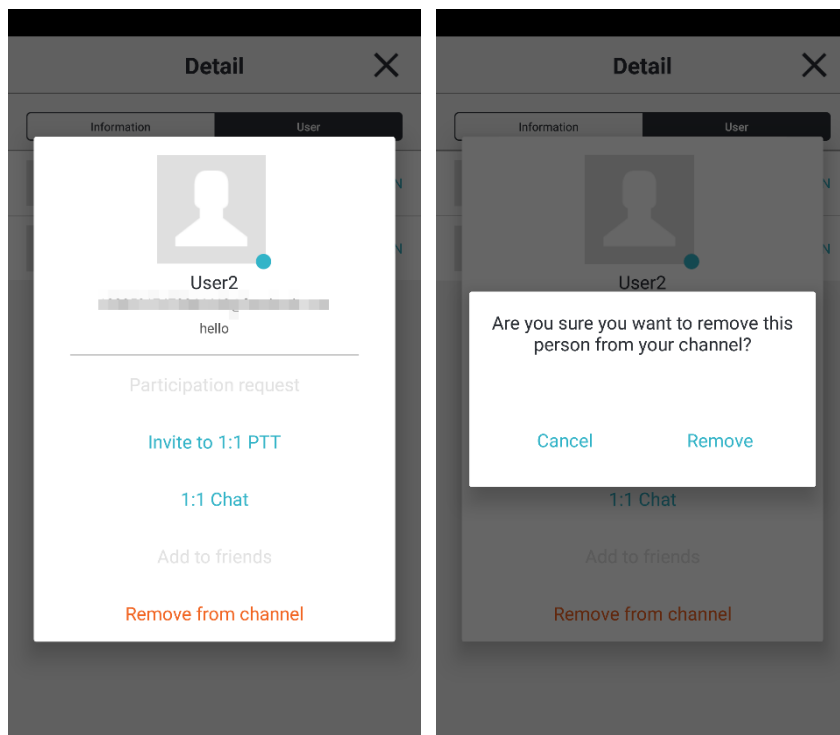 Detail
Information
User
N
N
User2
hello
Participation request
Invite to 1:1 PTT
1:1 Chat
Add to friends
Remove from channel
Detail
Information
User
N
N
User2
Are you sure you want to remove this
person from your channel?
Cancel
Remove
1:1 Chat
Add to friends
Remove from channel